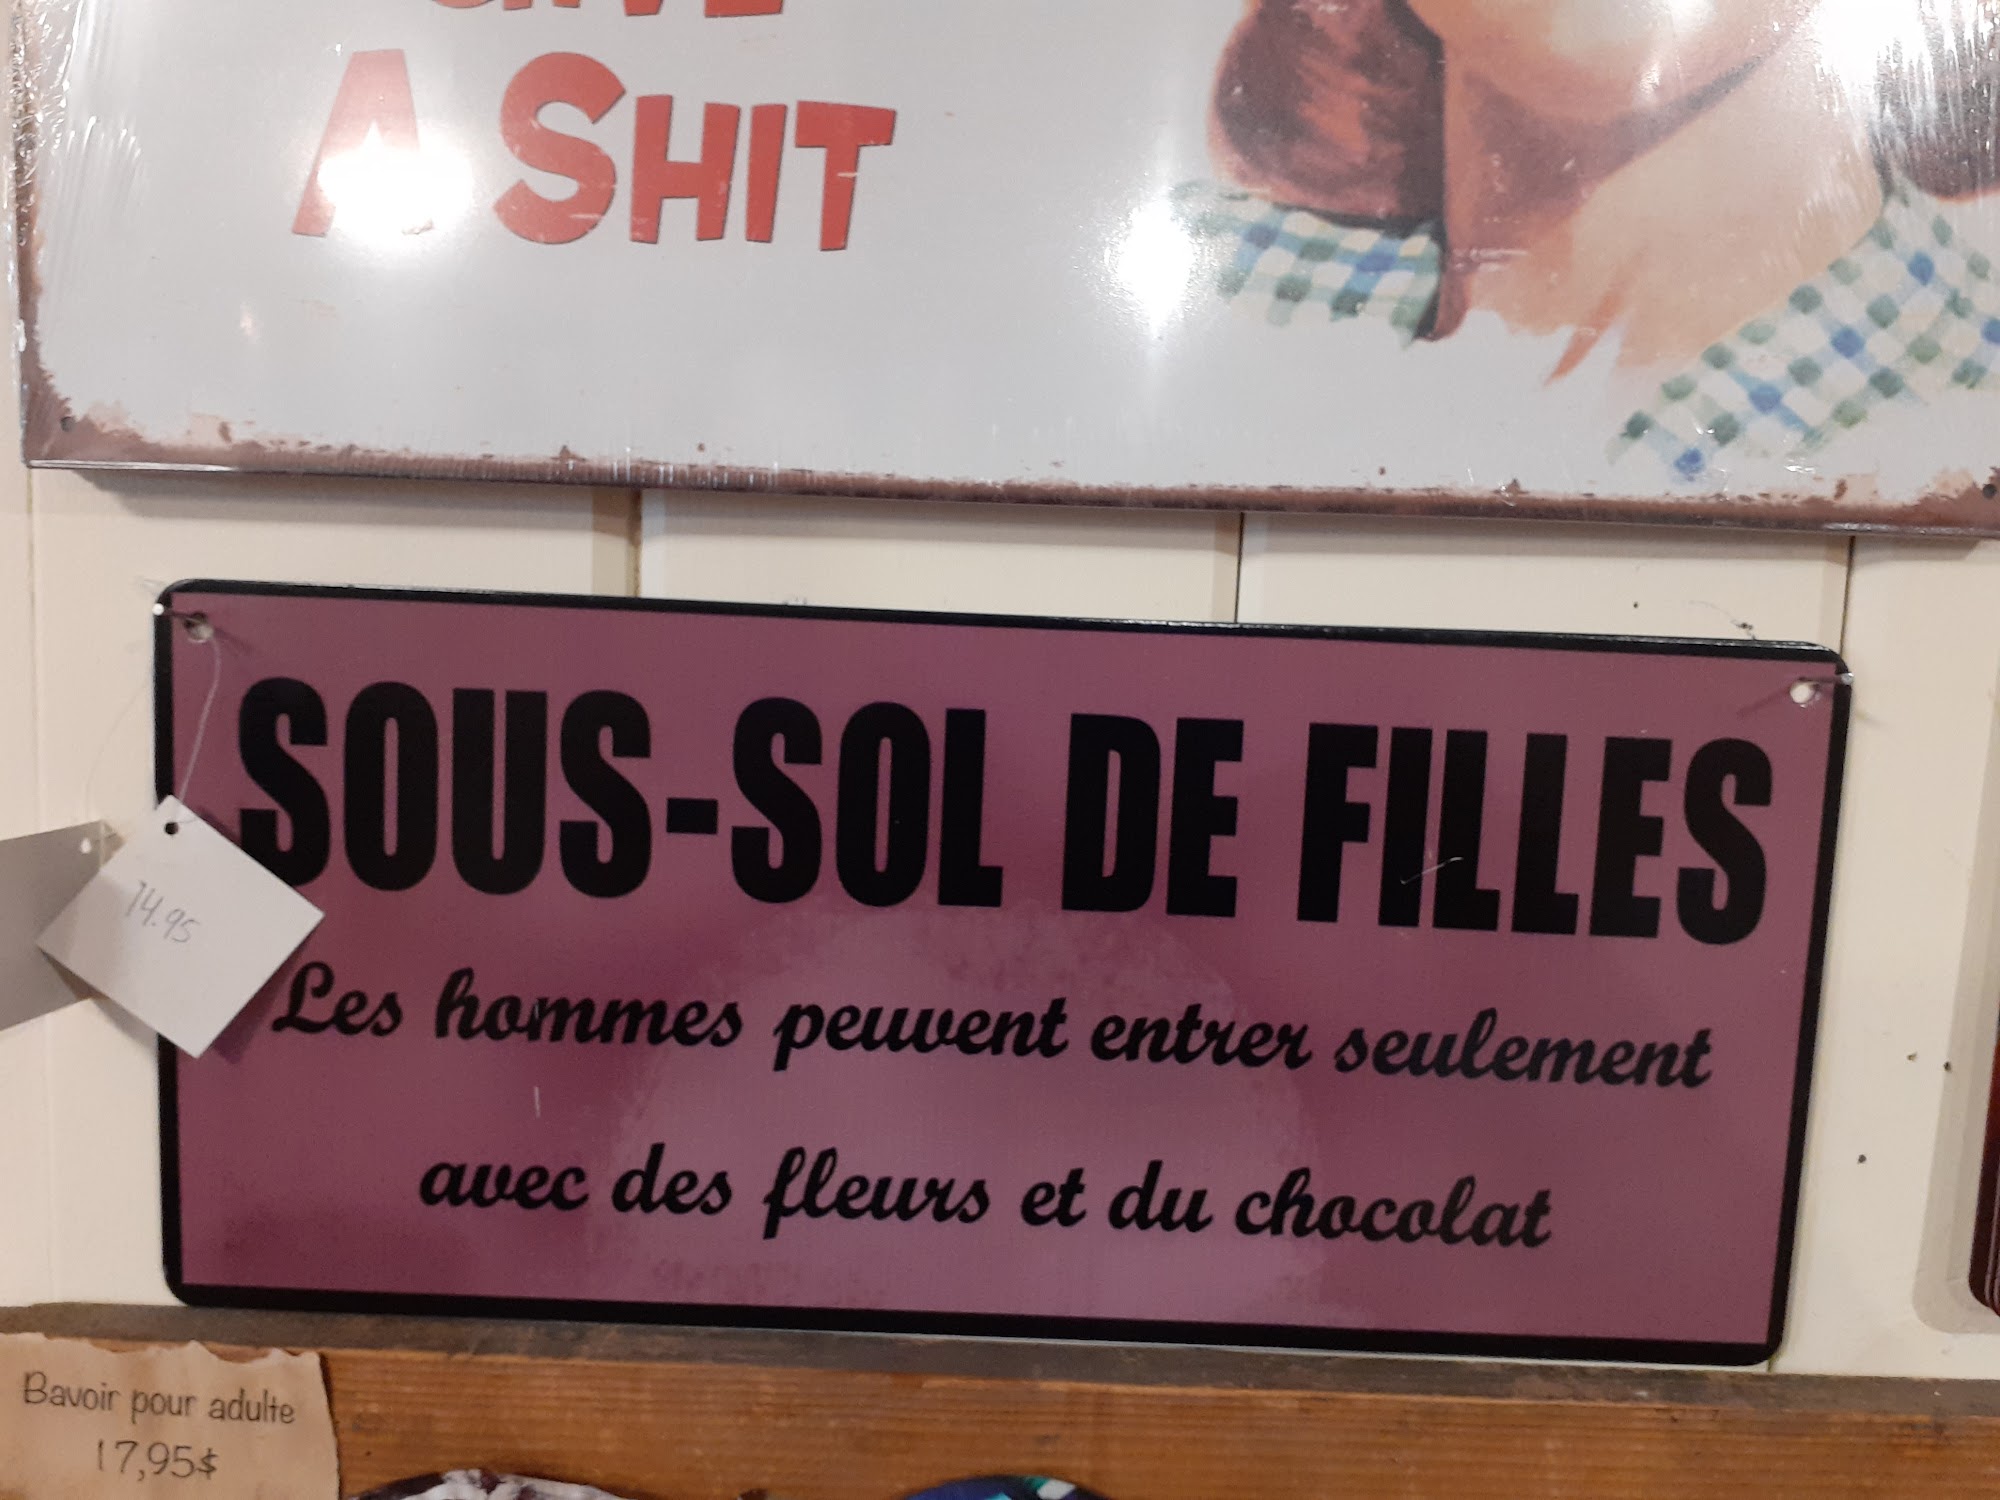 GIVE
A SHIT
SOUS-SOL DE FILLES
14.95
Les hommes peuvent entrer seulement
avec des fleurs et du chocolat
Bavoir pour adulte
17,95$